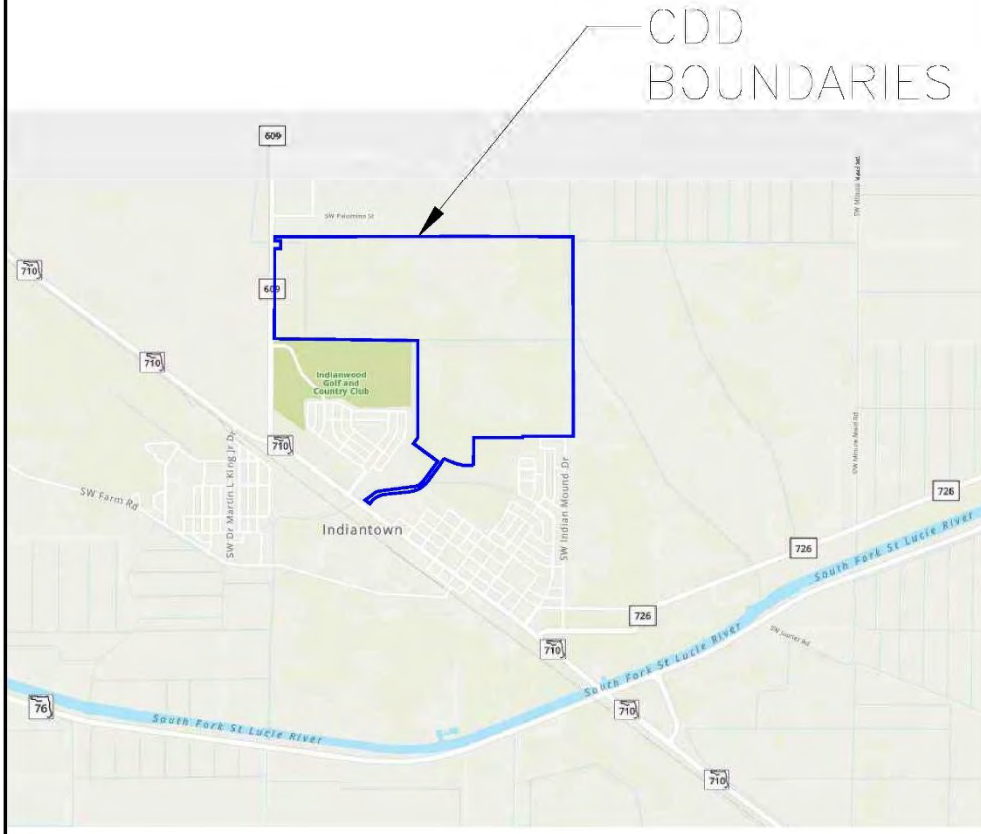 CDD
BOUNDARIES
609
SW Palomino St
710
609
710
Indianwood
Golf and
Country Club
710
SW Dr Martin L King Jr Dr
SW Farm Rd
Indiantown
SW Indian Mound Dr
726
726
726
South Fork St Lucie River
710
South Fork St Lucie River
710
76
South Fork St Lucie River
710